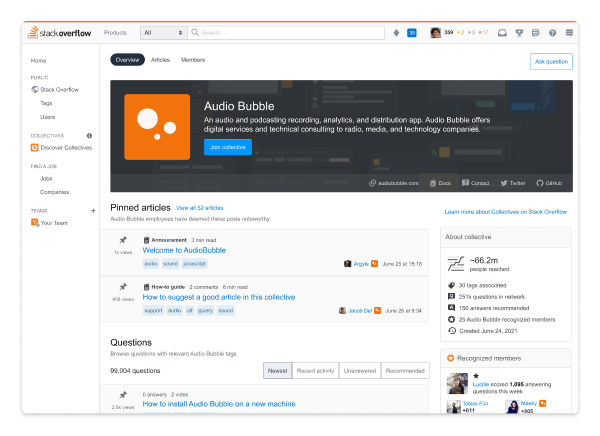 stackoverflow
Products
All
Search...
38
359 2 5 17
Home
PUBLIC
Stack Overflow
Tags
Users
COLLECTIVES
Discover Collectives
FIND A JOB
Jobs
Companies
TEAMS +
Your Team
Overview Articles Members
Ask question
Audio Bubble
An audio and podcasting recording, analytics, and distribution app. Audio Bubble offers
digital services and technical consulting to radio, media, and technology companies.
Join collective
audiobubble.com Docs Contact Twitter GitHub
Pinned articles View all 52 articles
Audio Bubble employees have deemed these posts noteworthy.
Annoucement 3 min read
1k views
Welcome to AudioBubble
audio sound javascript
Argyle June 25 at 18:18
How-to guide 2 comments 6 min read
456 views
How to suggest a good article in this collective
support audio c# jquery sound
Jacob Del June 26 at 9:34
Questions
Browse questions with relevant Audio Bubble tags
99,004 questions
Newest Recent activity Unanswered Recommended
0 answers 2 votes
2.5k views
How to install Audio Bubble on a new machine
Learn more about Collectives on Stack Overflow
About collective
~66.2m
people reached
30 tags associated
251k questions in network
150 answers recommended
25 Audio Bubble recognized members
Created June 24, 2021
Recognized members
Lucille scored 1,095 answering
questions this week
Tobias Fün
+611
Maeby
+805